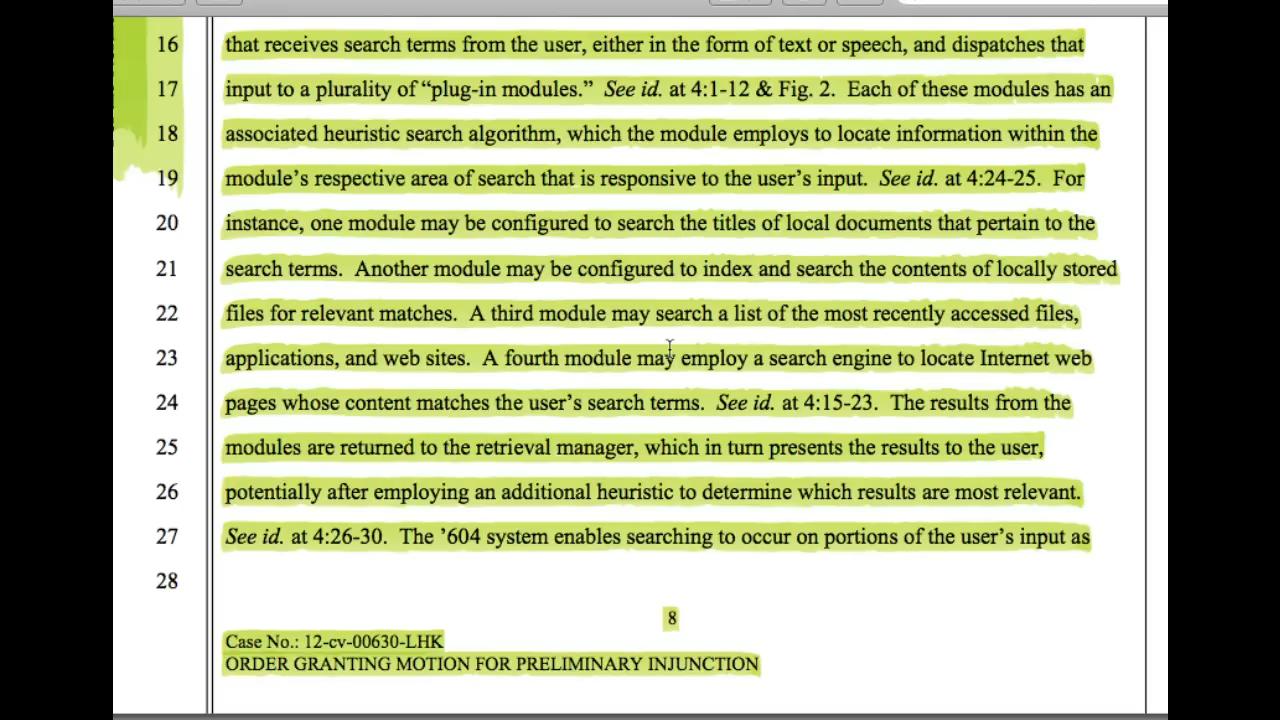 16 that receives search terms from the user, either in the form of text or speech, and dispatches that
17 input to a plurality of “plug-in modules.”  See id. at 4:1-12 & Fig. 2.  Each of these modules has an
18 associated heuristic search algorithm, which the module employs to locate information within the
19 module’s respective area of search that is responsive to the user’s input.  See id. at 4:24-25.  For
20 instance, one module may be configured to search the titles of local documents that pertain to the
21 search terms.  Another module may be configured to index and search the contents of locally stored
22 files for relevant matches.  A third module may search a list of the most recently accessed files,
23 applications, and web sites.  A fourth module may employ a search engine to locate Internet web
24 pages whose content matches the user’s search terms.  See id. at 4:15-23.  The results from the
25 modules are returned to the retrieval manager, which in turn presents the results to the user,
26 potentially after employing an additional heuristic to determine which results are most relevant.
27 See id. at 4:26-30.  The ’604 system enables searching to occur on portions of the user’s input as
28
8
Case No.: 12-cv-00630-LHK
ORDER GRANTING MOTION FOR PRELIMINARY INJUNCTION